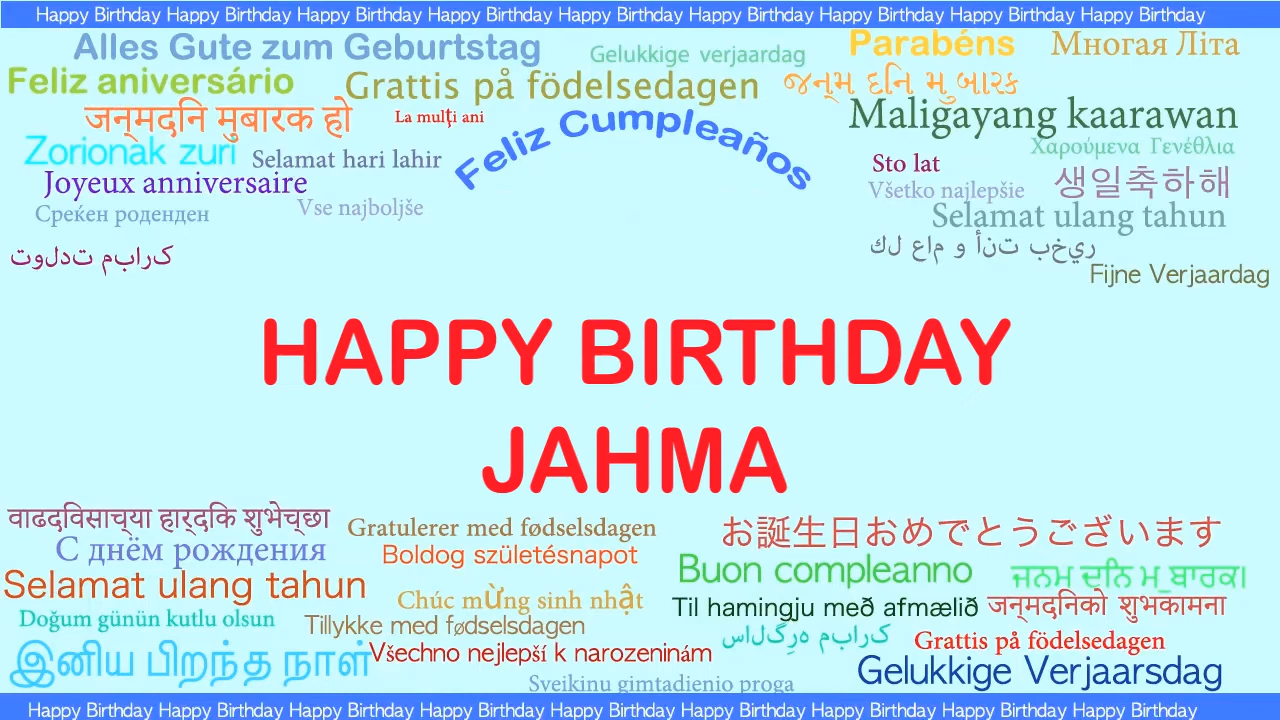 Happy Birthday Happy Birthday Happy Birthday Happy Birthday Happy Birthday Happy Birthday Happy Birthday Happy Birthday Happy Birthday
Alles Gute zum Geburtstag
Gelukkige verjaardag
Parabéns
Многая Літа
Feliz aniversário
Grattis på födelsedagen
જન્મ દિન મુબારક
जन्मदिन मुबारक हो
La mulţi ani
Feliz Cumpleaños
Maligayang kaarawan
Zorionak zuri
Selamat hari lahir
Χαρούμενα Γενέθλια
Sto lat
Joyeux anniversaire
Všetko najlepšie
생일축하해
Среќен роденден
Vse najboljše
Selamat ulang tahun
تولدت مبارک
كل عام و أنت بخير
Fijne Verjaardag
HAPPY BIRTHDAY
JAHMA
वाढदिवसाच्या हार्दिक शुभेच्छा
Gratulerer med fødselsdagen
お誕生日おめでとうございます
С днём рождения
Boldog születésnapot
Buon compleanno
ਜਨਮ ਦਿਨ ਮੁਬਾਰਕ।
Selamat ulang tahun
Chúc mừng sinh nhật
Til hamingju með afmælið
जन्मदिनको शुभकामना
Doğum günün kutlu olsun
Tillykke med fødselsdagen
سالگرہ مبارک
Grattis på födelsedagen
இனிய பிறந்த நாள்
Všechno nejlepší k narozeninám
Gelukkige Verjaarsdag
Sveikinu gimtadienio proga
Happy Birthday Happy Birthday Happy Birthday Happy Birthday Happy Birthday Happy Birthday Happy Birthday Happy Birthday Happy Birthday